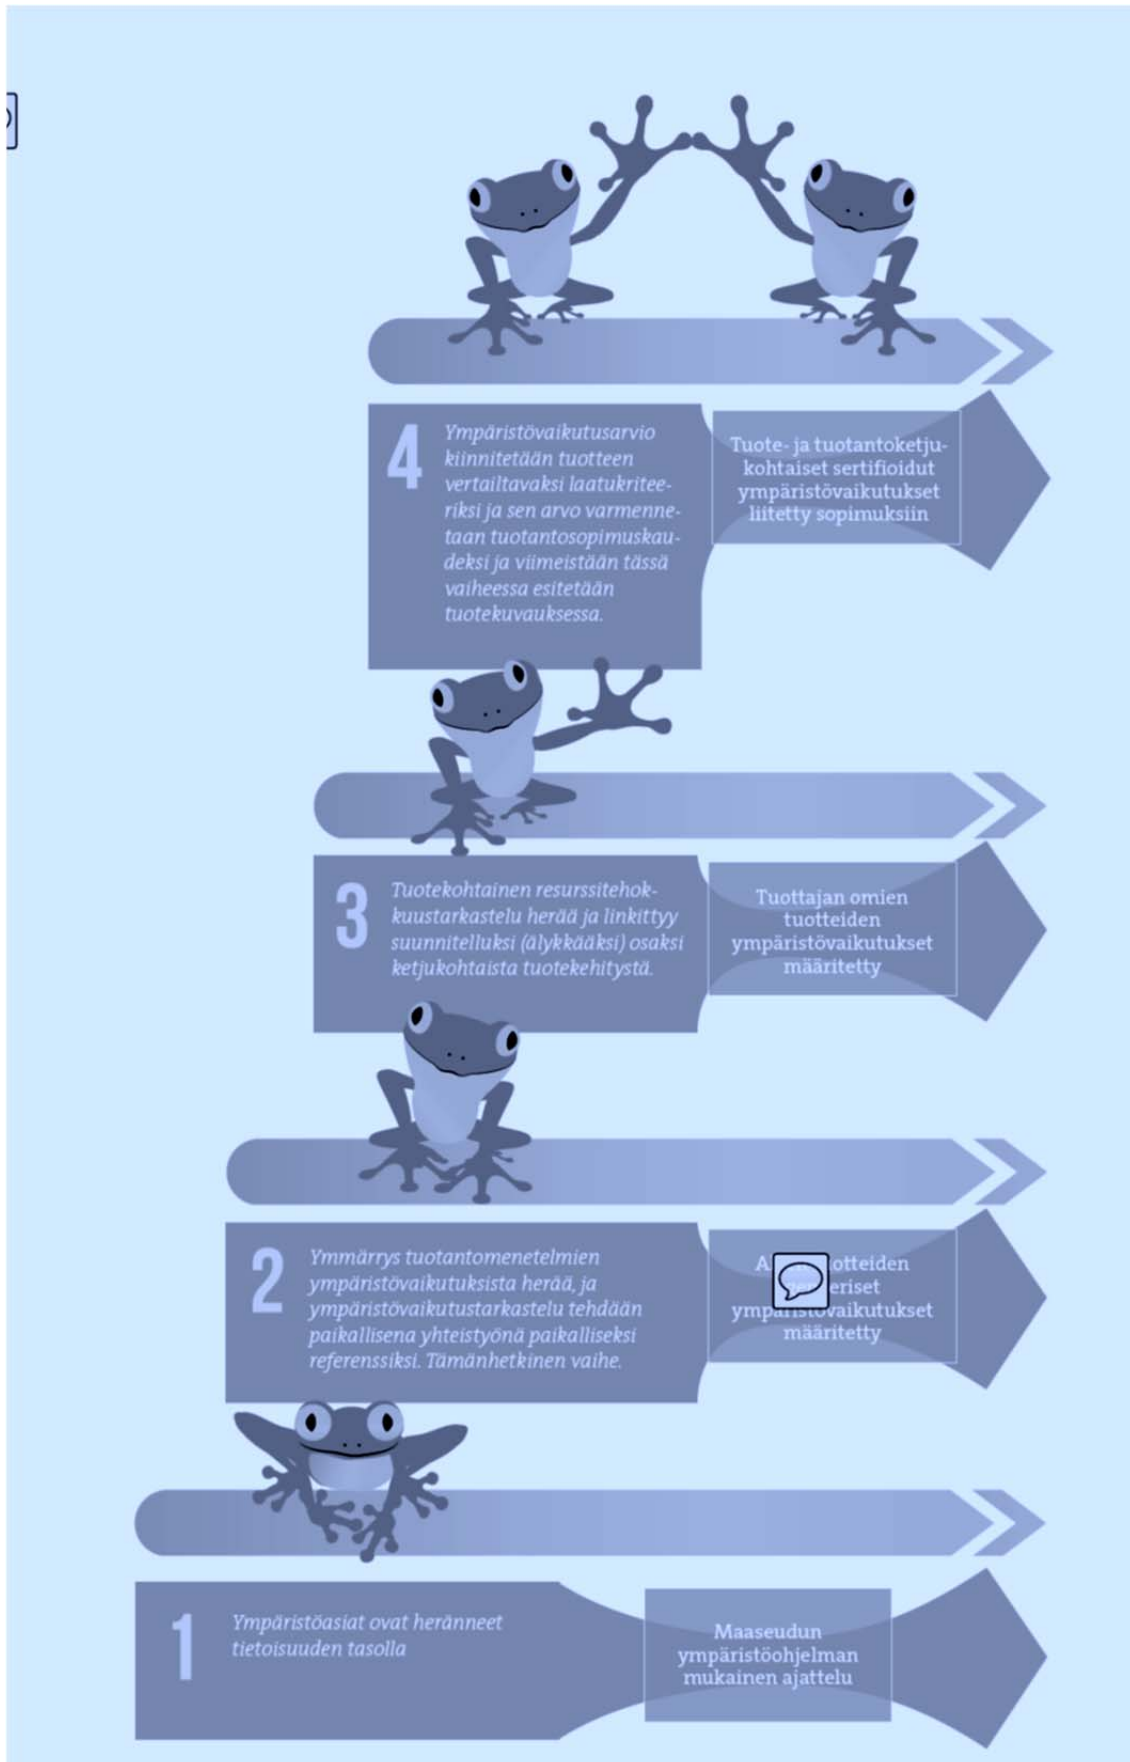 4
Ympäristövaikutusarvio
kiinnitetään tuotteen
vertailtavaksi laatukritee-
riksi ja sen arvo varmenne-
taan tuotantosopimuskau-
deksi ja viimeistään tässä
vaiheessa esitetään
tuotekuvauksessa.
Tuote- ja tuotantoketju-
kohtaiset sertifioidut
ympäristövaikutukset
liitetty sopimuksiin
3
Tuotekohtainen resurssitehok-
kuustarkastelu herää ja linkittyy
suunnitelluksi (älykkääksi) osaksi
ketjukohtaista tuotekehitystä.
Tuottajan omien
tuotteiden
ympäristövaikutukset
määritetty
2
Ymmärrys tuotantomenetelmien
ympäristövaikutuksista herää, ja
ympäristövaikutustarkastelu tehdään
paikallisena yhteistyönä paikalliseksi
referenssiksi. Tämänhetkinen vaihe.
ympäristövaikutukset
määritetty
1
Ympäristöasiat ovat heränneet
tietoisuuden tasolla
Maaseudun
ympäristöohjelman
mukainen ajattelu